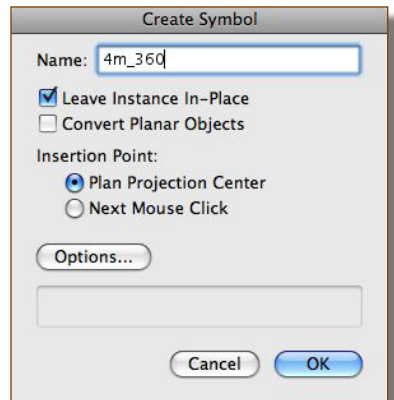 Create Symbol
Name: 4m_360
Leave Instance In-Place
Convert Planar Objects
Insertion Point:
Plan Projection Center
Next Mouse Click
Options...
Cancel OK